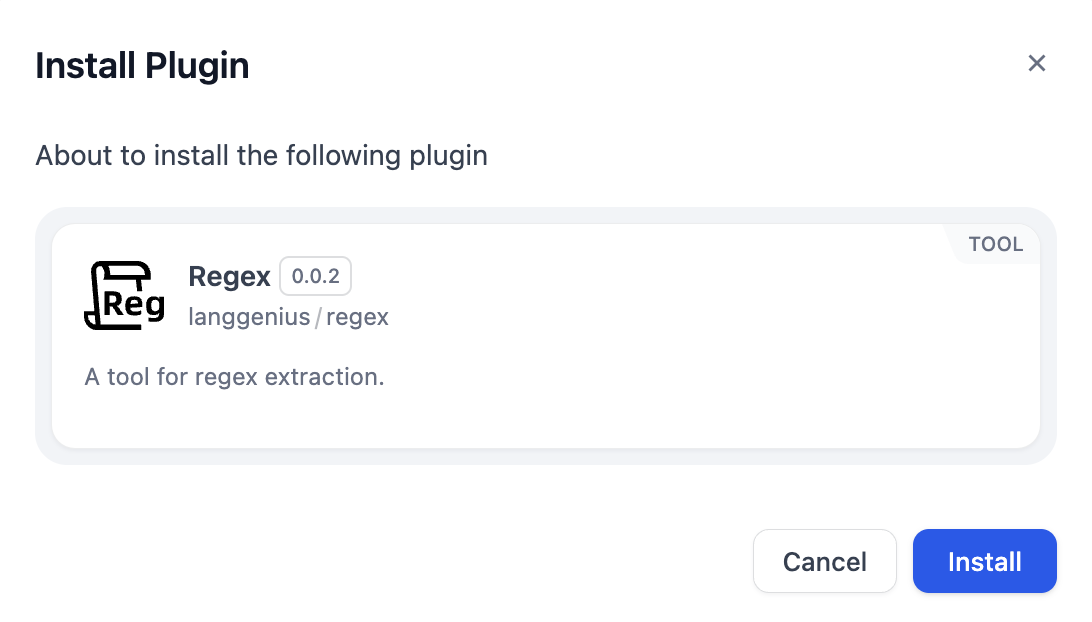 Install Plugin
About to install the following plugin
TOOL
Reg
Regex 0.0.2
langgenius / regex
A tool for regex extraction.
Cancel Install